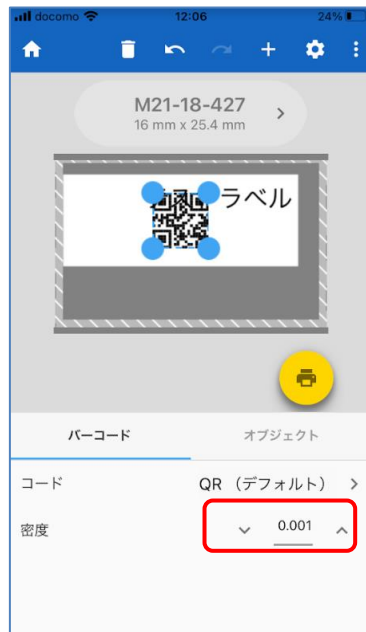 docomo 12:06 24%
M21-18-427
16 mm x 25.4 mm
ラベル
バーコード オブジェクト
コード QR （デフォルト）
密度 0.001